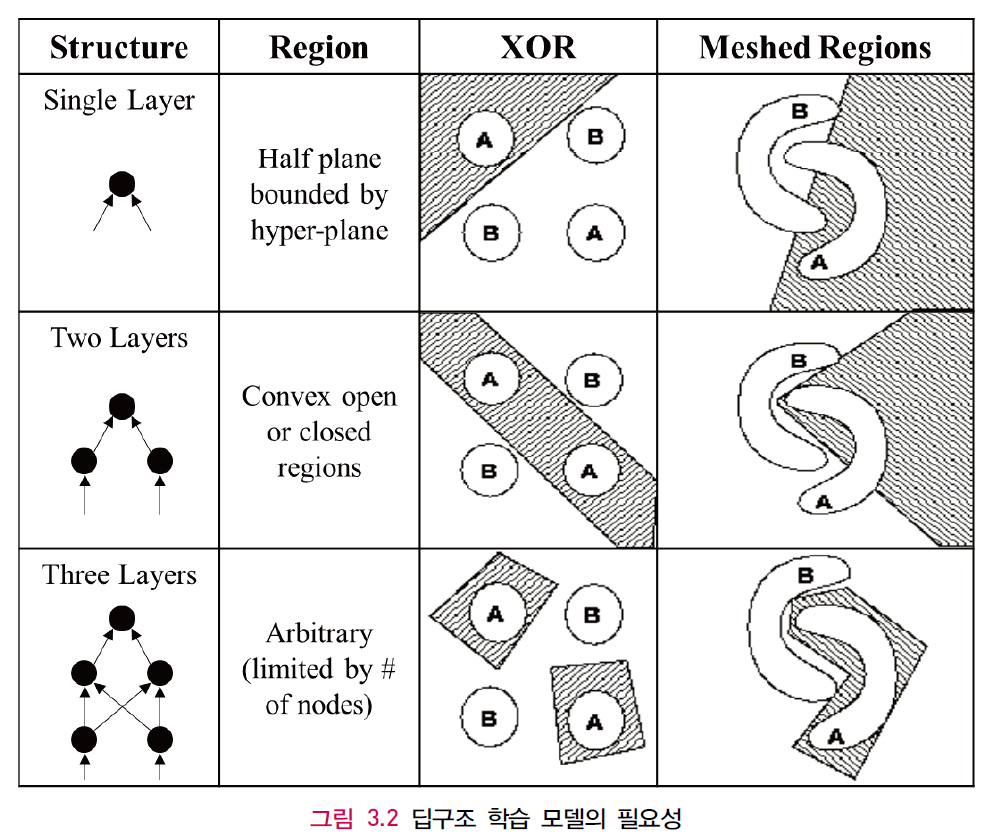 Structure
Region
XOR
Meshed Regions
Single Layer
Half plane
bounded by
hyper-plane
A
B
B
A
B
A
Two Layers
Convex open
or closed
regions
A
B
B
A
B
A
Three Layers
Arbitrary
(limited by #
of nodes)
A
B
B
A
B
A
그림 3.2 딥구조 학습 모델의 필요성